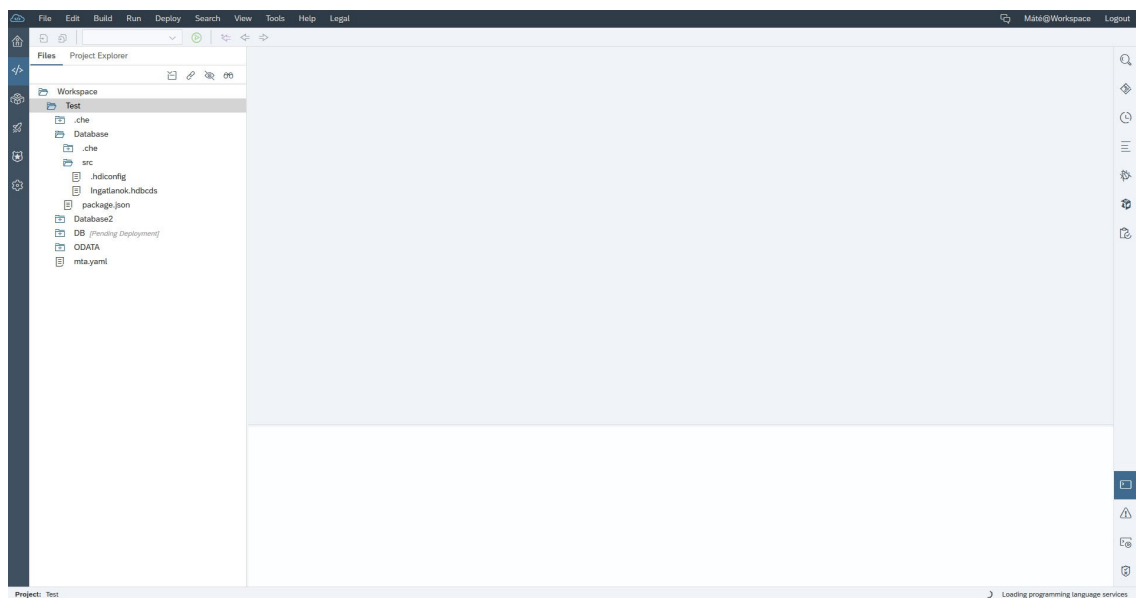 File Edit Build Run Deploy Search View Tools Help Legal Máté@Workspace Logout
Files Project Explorer
Workspace
Test
.che
Database
.che
src
.hdiconfig
Ingatlanok.hdbcds
package.json
Database2
DB [Pending Deployment]
ODATA
mta.yaml
Project: Test Loading programming language services